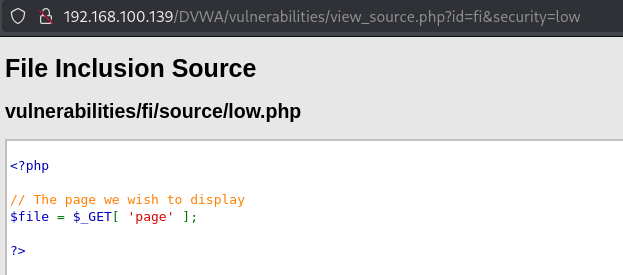 192.168.100.139/DVWA/vulnerabilities/view_source.php?id=fi&security=low
File Inclusion Source
vulnerabilities/fi/source/low.php
<?php
// The page we wish to display
$file = $_GET[ 'page' ];
?>